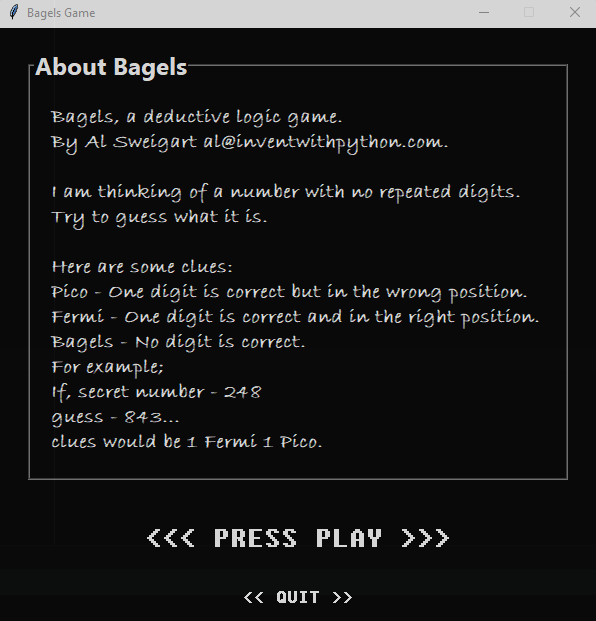 Bagels Game
About Bagels
Bagels, a deductive logic game.
By Al Sweigart al@inventwithpython.com.
I am thinking of a number with no repeated digits.
Try to guess what it is.
Here are some clues:
Pico - One digit is correct but in the wrong position.
Fermi - One digit is correct and in the right position.
Bagels - No digit is correct.
For example;
If, secret number - 248
guess - 843...
clues would be 1 Fermi 1 Pico.
<<< PRESS PLAY >>>
<< QUIT >>